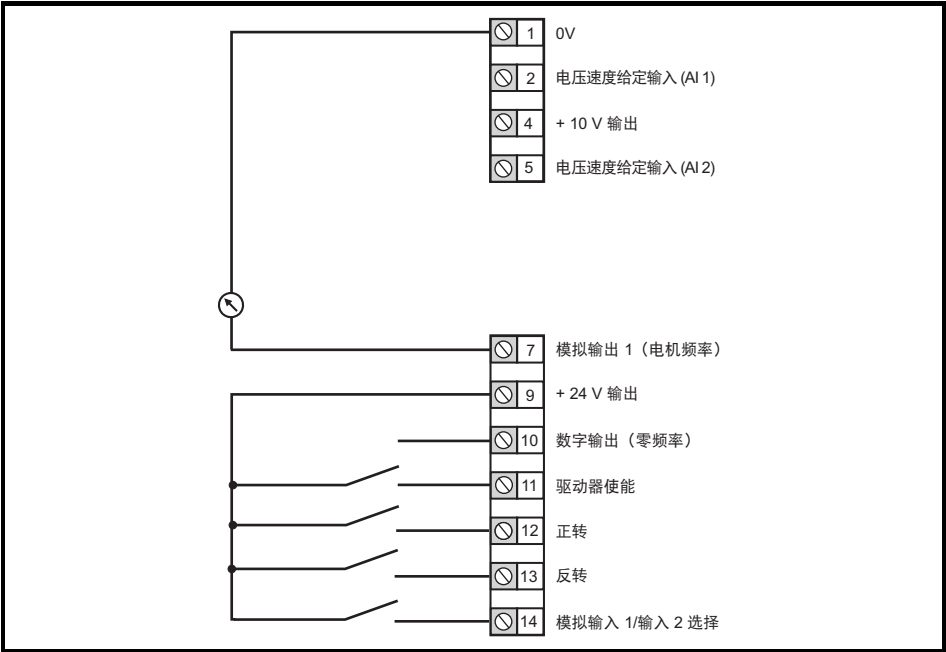 1 0V
2 电压速度给定输入 (AI 1)
4 + 10 V 输出
5 电压速度给定输入 (AI 2)
7 模拟输出 1（电机频率）
9 + 24 V 输出
10 数字输出（零频率）
11 驱动器使能
12 正转
13 反转
14 模拟输入 1/输入 2 选择